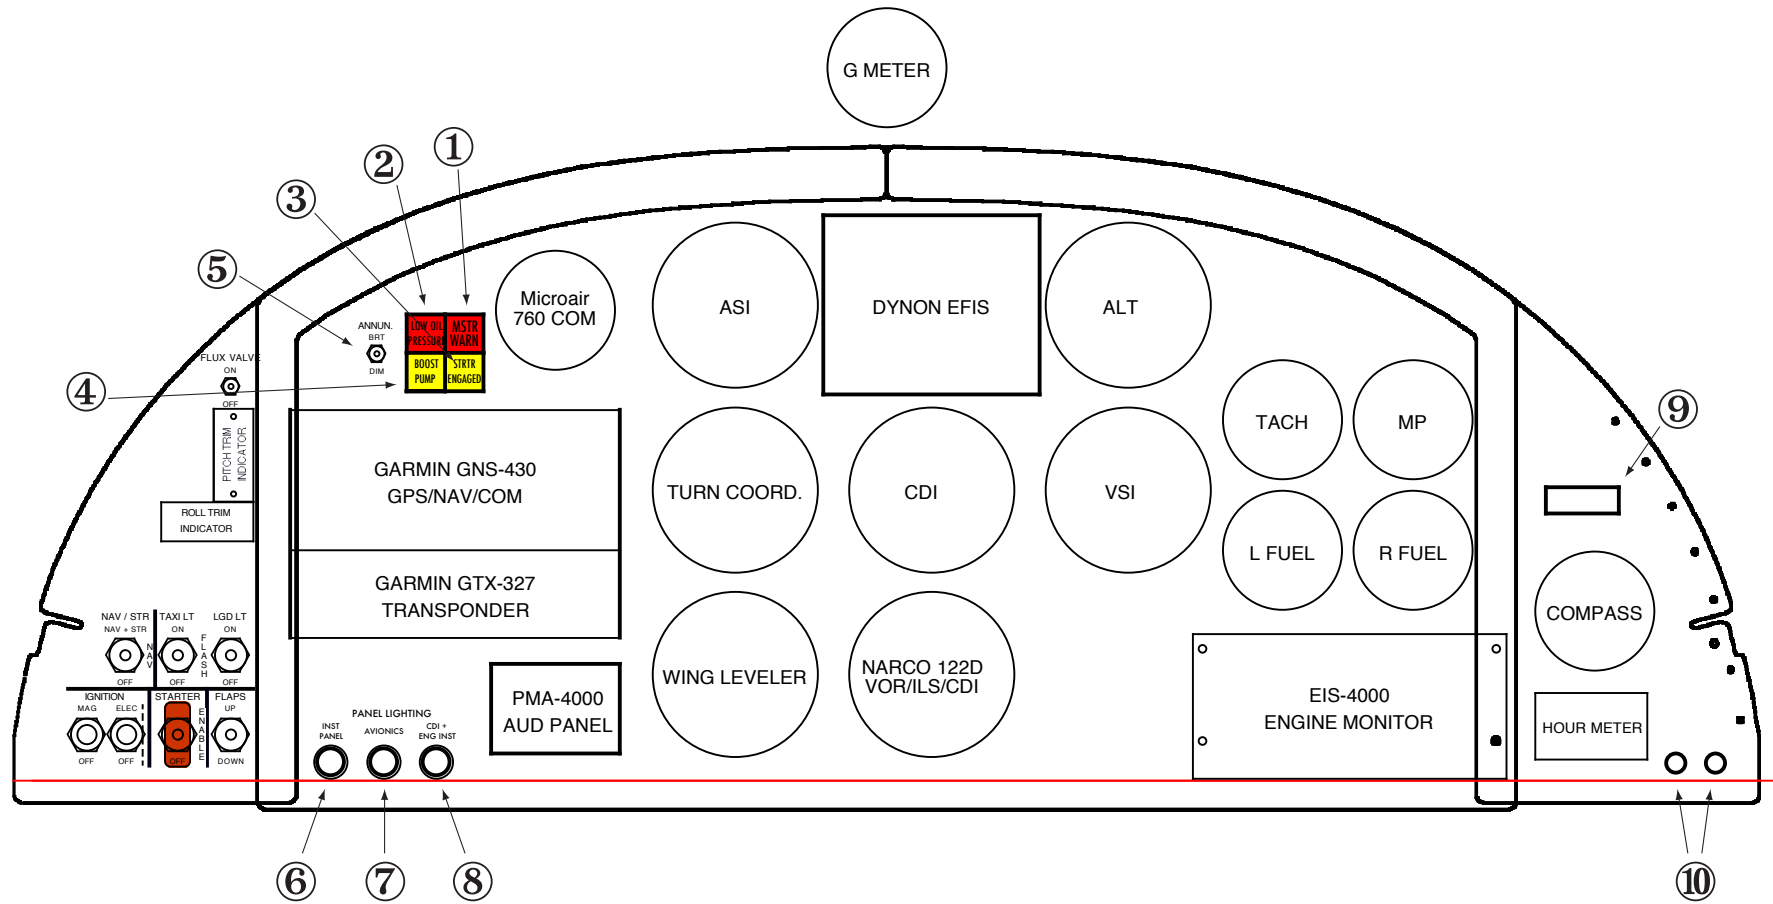 G METER
①
②
③
⑤
④
⑨
ANNUN.
BRT
DIM
LOW OIL
PRESSURE
MSTR
WARN
BOOST
PUMP
STRTR
ENGAGED
Microair
760 COM
ASI
DYNON EFIS
ALT
FLUX VALVE
ON
OFF
PITCH TRIM
INDICATOR
ROLL TRIM
INDICATOR
GARMIN GNS-430
GPS/NAV/COM
GARMIN GTX-327
TRANSPONDER
TURN COORD.
CDI
VSI
TACH
MP
L FUEL
R FUEL
COMPASS
NAV / STR
NAV + STR
NAV
OFF
TAXI LT
ON
OFF
FLASH
LGD LT
ON
OFF
IGNITION
MAG
OFF
ELEC
OFF
STARTER
ENABLE
OFF
FLAPS
UP
DOWN
PANEL LIGHTING
INST
PANEL
AVIONICS
CDI +
ENG INST
PMA-4000
AUD PANEL
WING LEVELER
NARCO 122D
VOR/ILS/CDI
EIS-4000
ENGINE MONITOR
HOUR METER
⑥
⑦
⑧
⑩